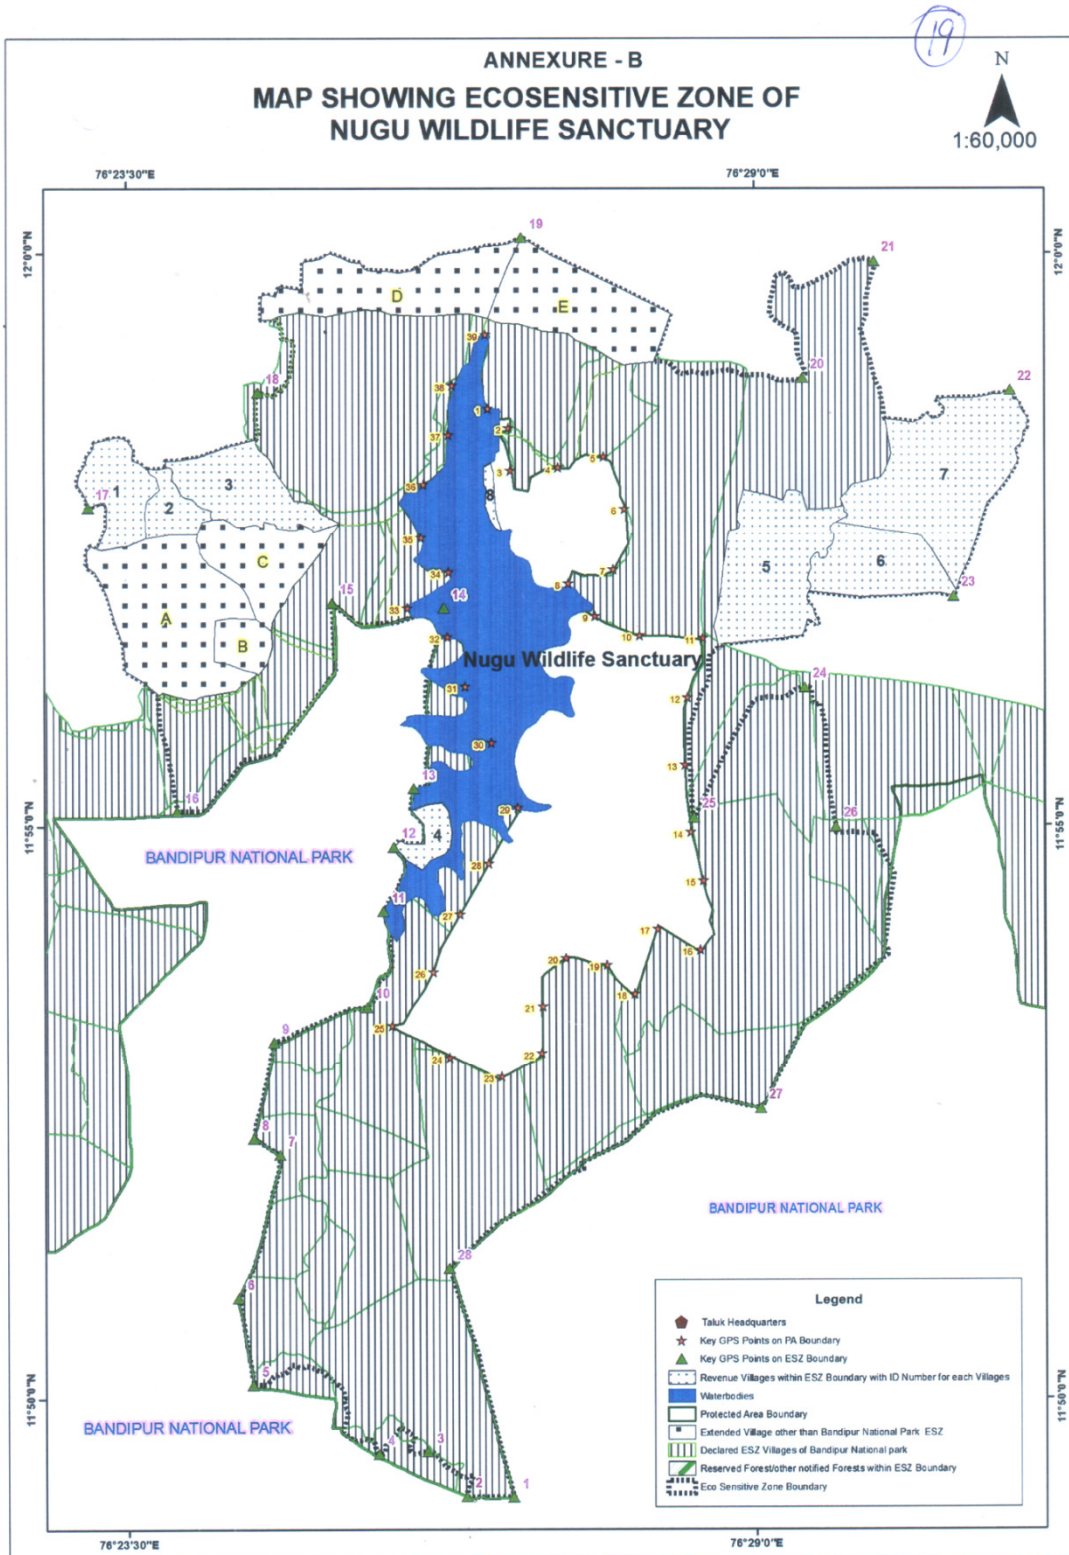 19
ANNEXURE - B
MAP SHOWING ECOSENSITIVE ZONE OF
NUGU WILDLIFE SANCTUARY
N
1:60,000
76°23'30"E
76°29'0"E
12°0'0"N
12°0'0"N
19
21
D
E
39
20
22
18
38
1
2
37
3
4
5
7
1
3
17
2
36
8
6
35
C
5
6
34
7
8
23
15
33
14
A
9
B
32
10
11
Nugu Wildlife Sanctuary
31
24
12
30
13
13
16
29
25
26
11°55'0"N
11°55'0"N
14
12
4
BANDIPUR NATIONAL PARK
28
15
11
27
17
16
20
19
26
18
10
21
25
9
24
22
23
27
8
7
BANDIPUR NATIONAL PARK
28
6
5
11°50'0"N
11°50'0"N
BANDIPUR NATIONAL PARK
4
3
2
1
Legend
Taluk Headquarters
Key GPS Points on PA Boundary
Key GPS Points on ESZ Boundary
Revenue Villages within ESZ Boundary with ID Number for each Villages
Waterbodies
Protected Area Boundary
Extended Village other than Bandipur National Park ESZ
Declared ESZ Villages of Bandipur National park
Reserved Forest/other notified Forests within ESZ Boundary
Eco Sensitive Zone Boundary
76°23'30"E
76°29'0"E